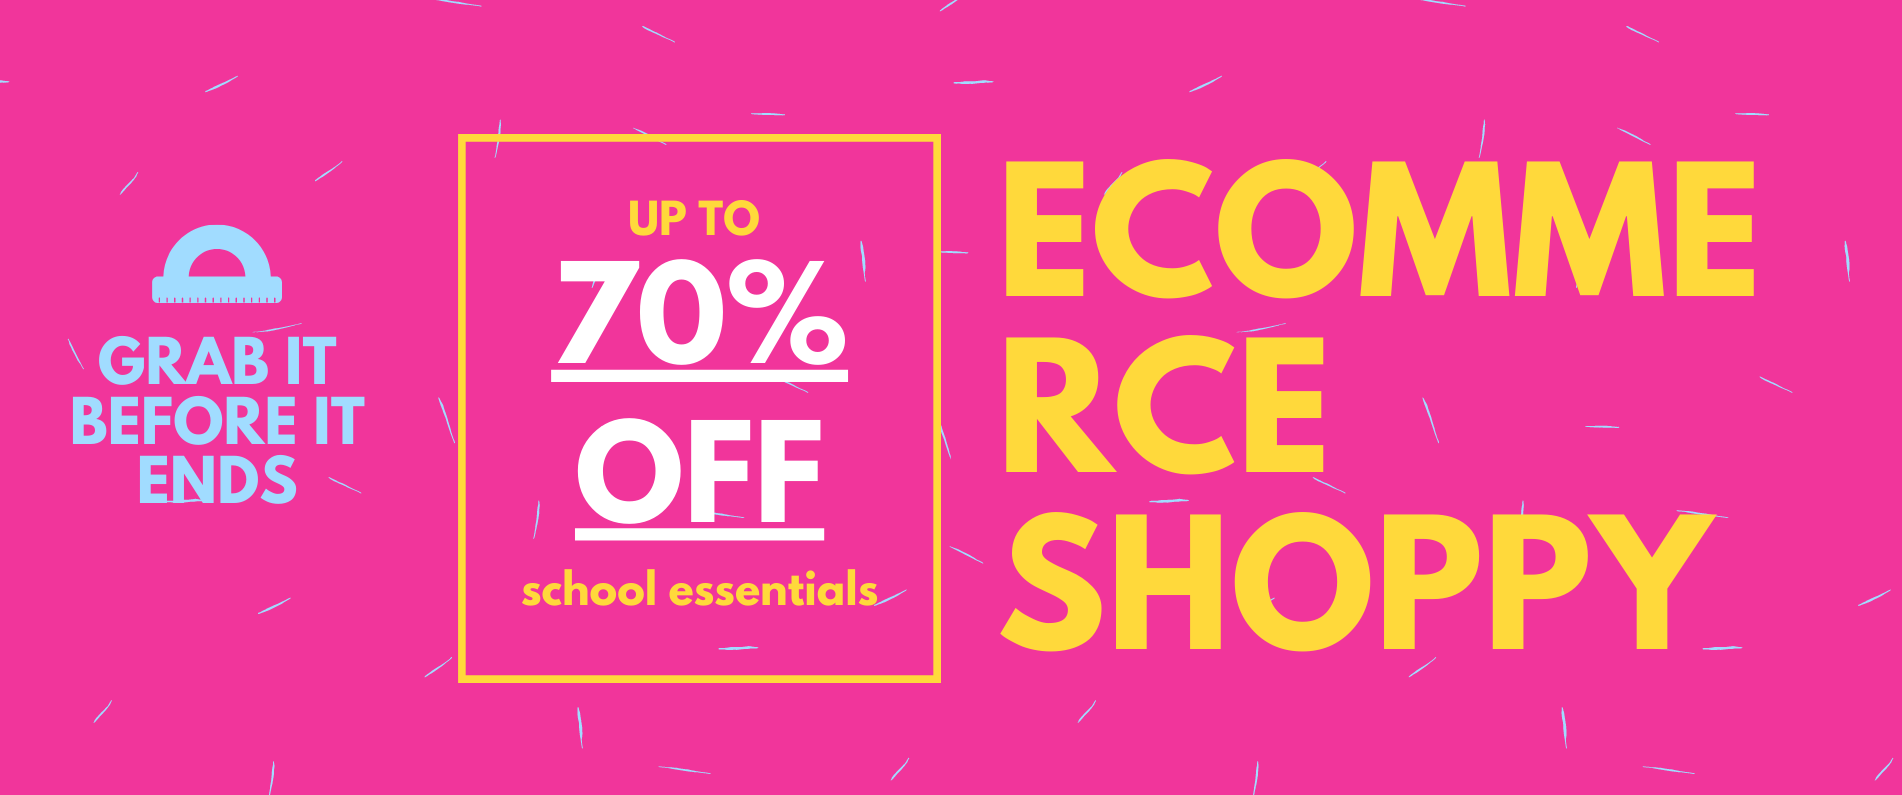 GRAB IT
BEFORE IT
ENDS
UP TO
70%
OFF
school essentials
ECOMME
RCE
SHOPPY